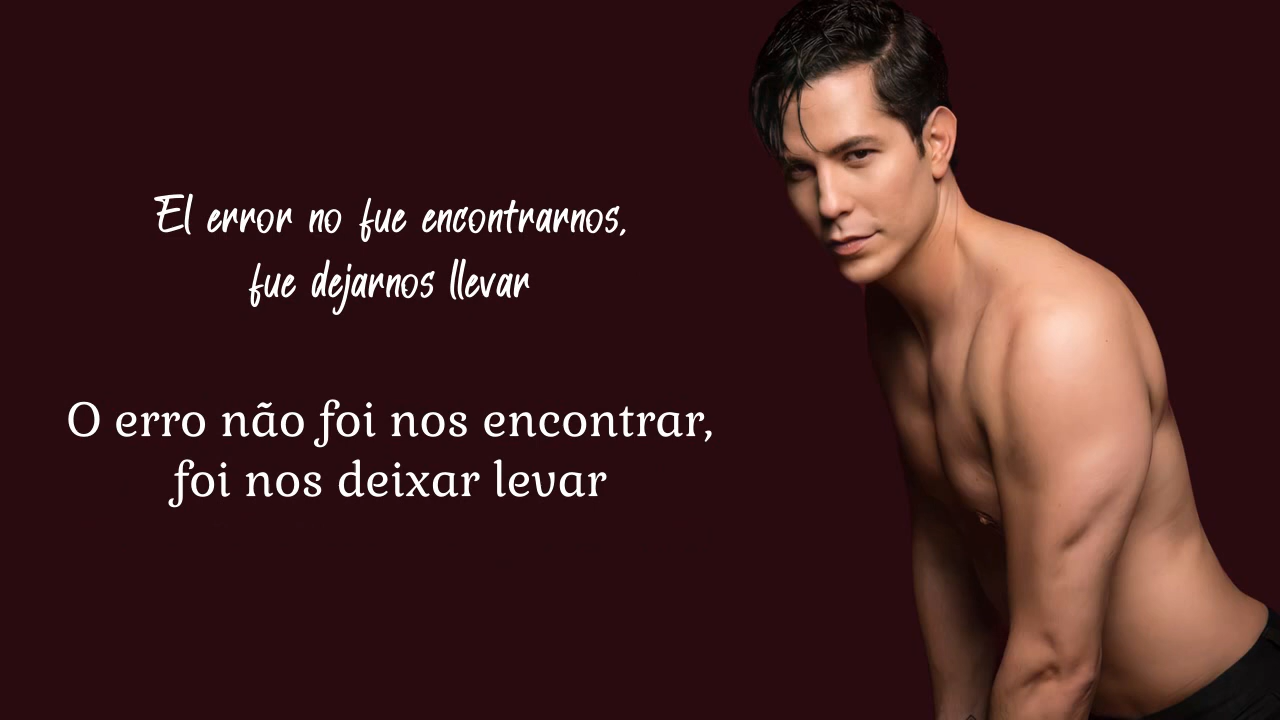 El error no fue encontrarnos,
fue dejarnos llevar
O erro não foi nos encontrar,
foi nos deixar levar